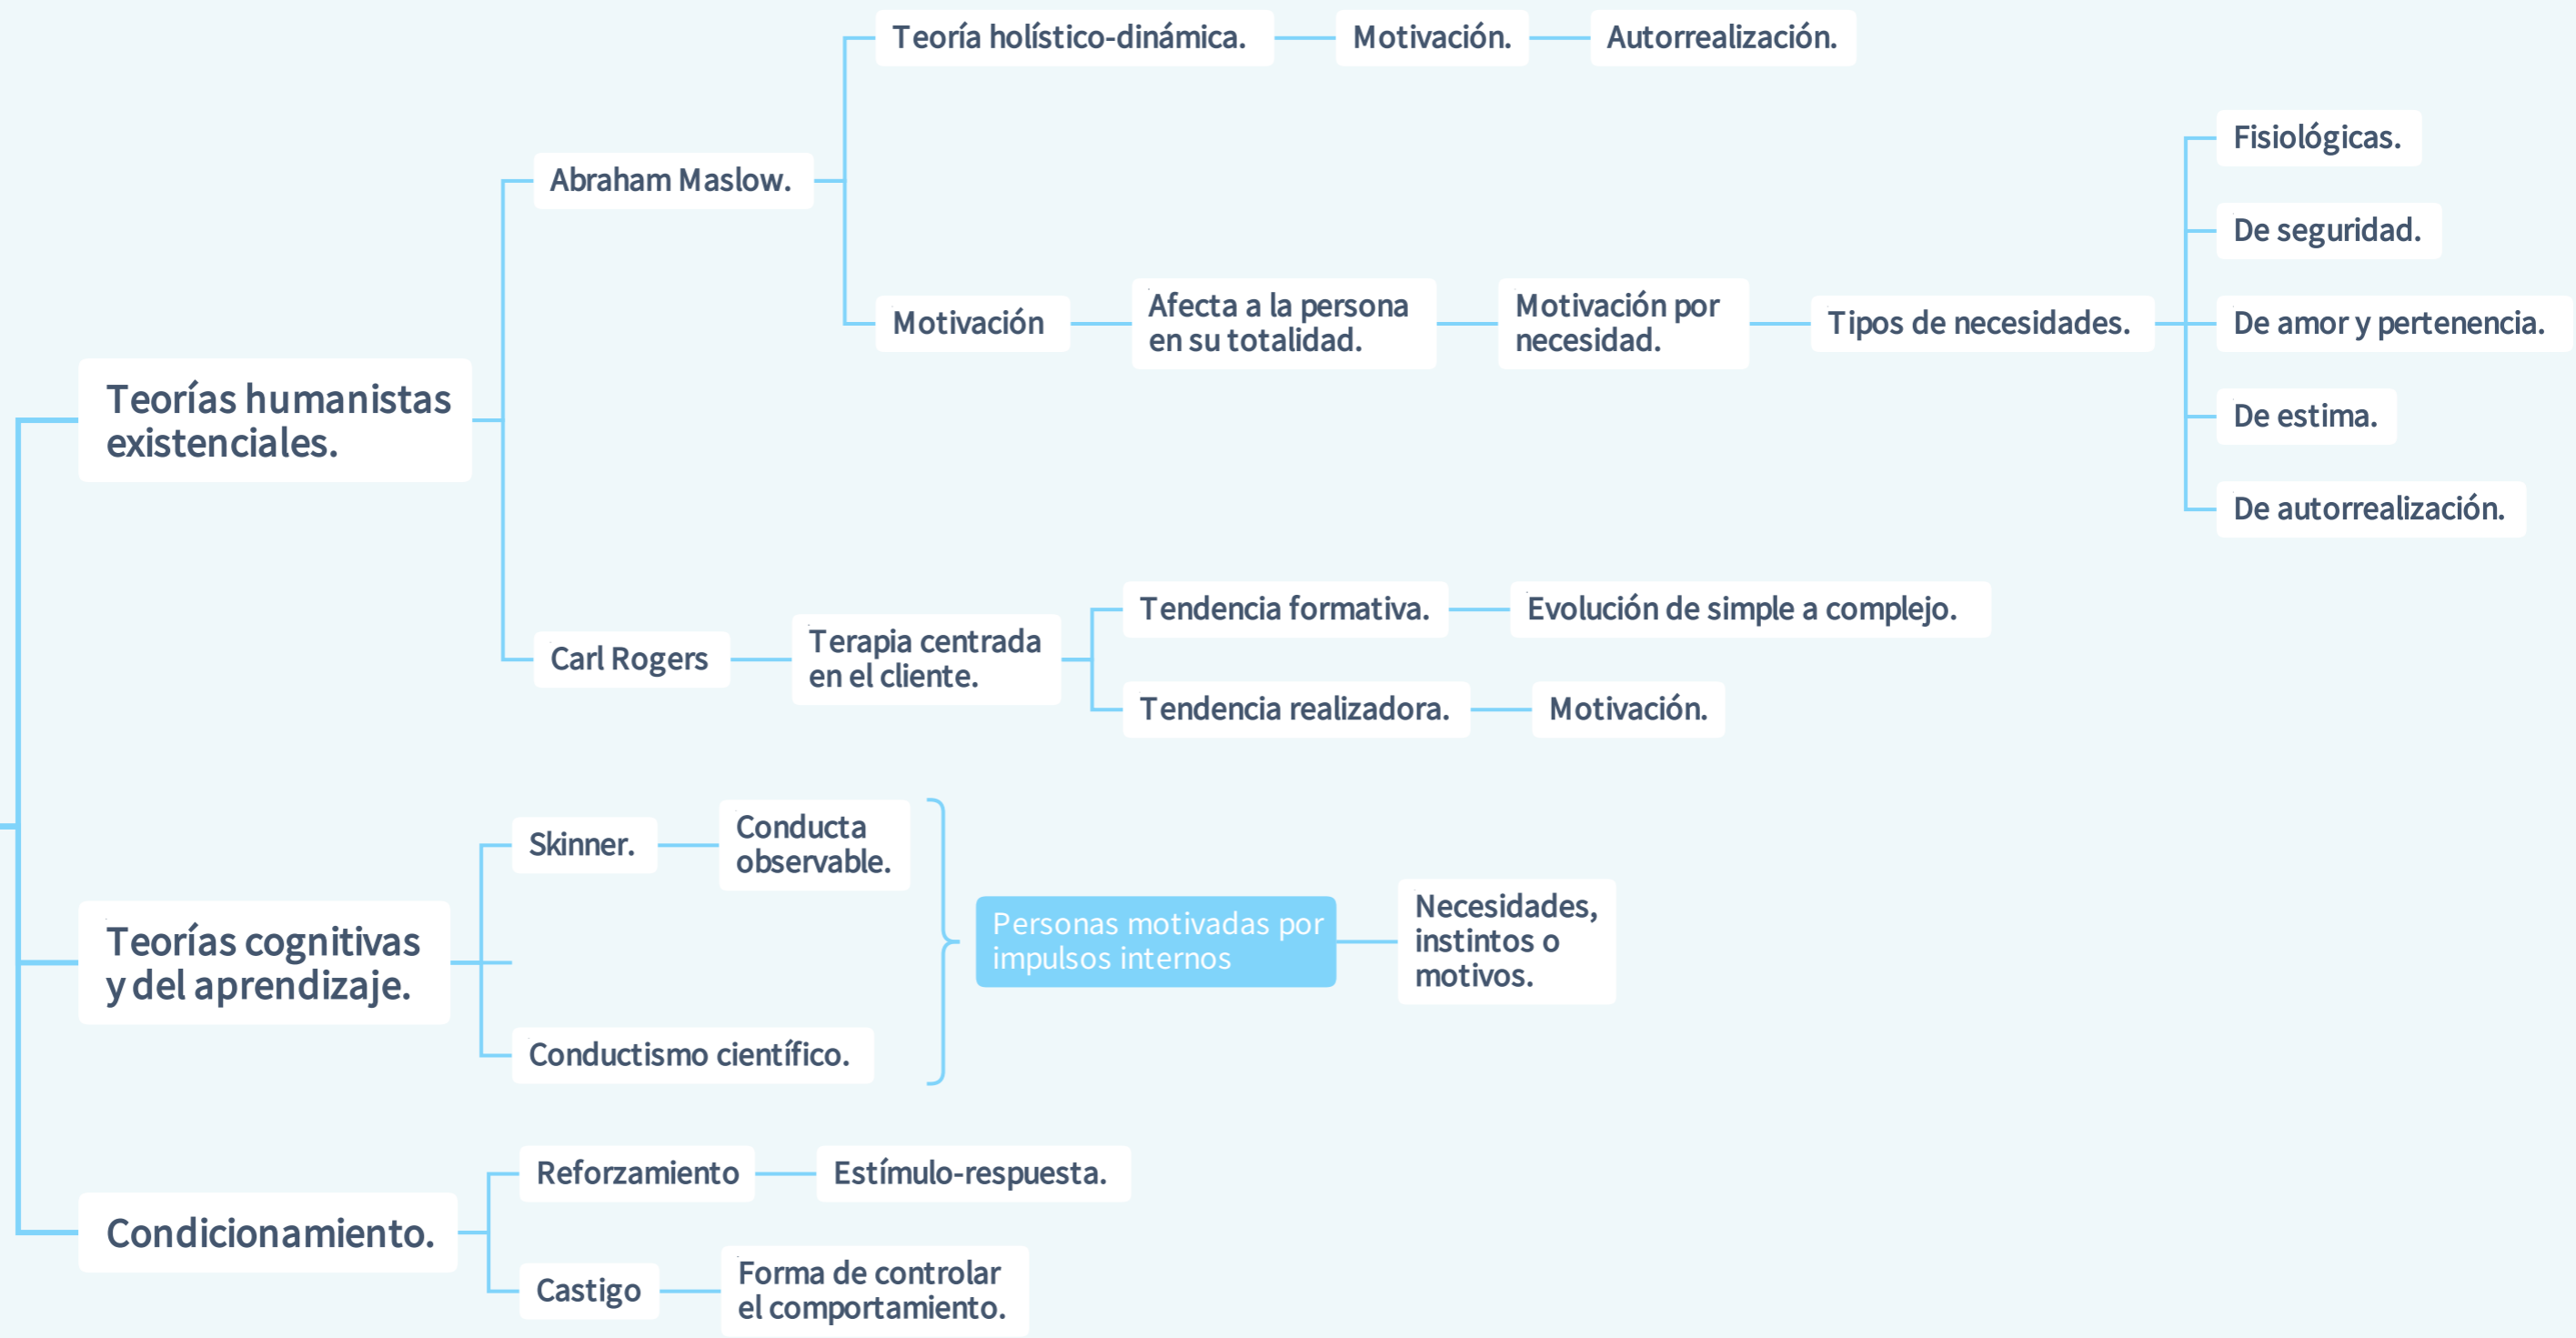 Teoría holístico-dinámica.
Motivación.
Autorrealización.
Abraham Maslow.
Motivación
Afecta a la persona
en su totalidad.
Motivación por
necesidad.
Tipos de necesidades.
Fisiológicas.
De seguridad.
De amor y pertenencia.
De estima.
De autorrealización.
Teorías humanistas
existenciales.
Carl Rogers
Terapia centrada
en el cliente.
Tendencia formativa.
Evolución de simple a complejo.
Tendencia realizadora.
Motivación.
Teorías cognitivas
y del aprendizaje.
Skinner.
Conducta
observable.
Conductismo científico.
Personas motivadas por
impulsos internos
Necesidades,
instintos o
motivos.
Condicionamiento.
Reforzamiento
Estímulo-respuesta.
Castigo
Forma de controlar
el comportamiento.